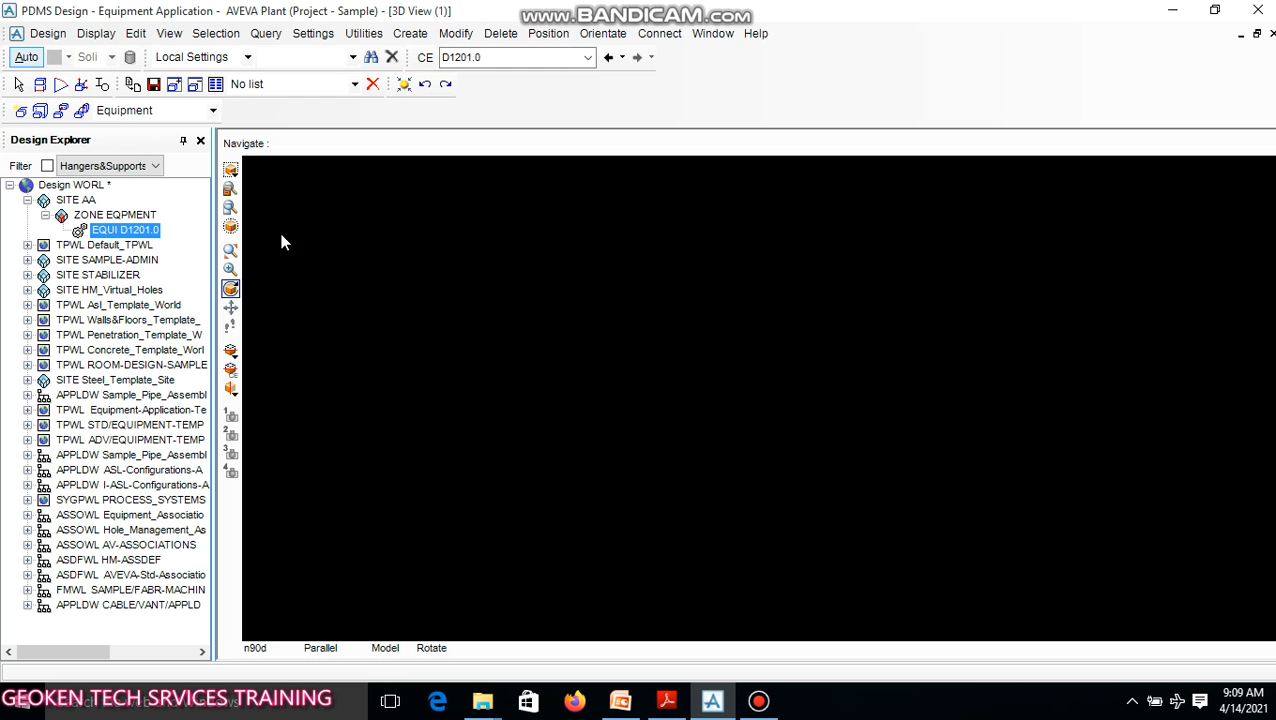 PDMS Design - Equipment Application - AVEVA Plant (Project - Sample) - [3D View (1)]
www.BANDICAM.com
Design Display Edit View Selection Query Settings Utilities Create Modify Delete Position Orientate Connect Window Help
Auto Soli Local Settings CE D1201.0
No list
Equipment
Design Explorer
Navigate :
Filter Hangers&Supports
Design WORL *
SITE AA
ZONE EQPMENT
EQUI D1201.0
TPWL Default_TPWL
SITE SAMPLE-ADMIN
SITE STABILIZER
SITE HM_Virtual_Holes
TPWL Asl_Template_World
TPWL Walls&Floors_Template_
TPWL Penetration_Template_W
TPWL Concrete_Template_Worl
TPWL ROOM-DESIGN-SAMPLE
SITE Steel_Template_Site
APPLDW Sample_Pipe_Assembl
TPWL Equipment-Application-Te
TPWL STD/EQUIPMENT-TEMP
TPWL ADV/EQUIPMENT-TEMP
APPLDW Sample_Pipe_Assembl
APPLDW ASL-Configurations-A
APPLDW I-ASL-Configurations-A
SYGPWL PROCESS_SYSTEMS
ASSOWL Equipment_Associatio
ASSOWL Hole_Management_As
ASSOWL AV-ASSOCIATIONS
ASDFWL HM-ASSDEF
ASDFWL AVEVA-Std-Associatio
FMWL SAMPLE/FABR-MACHIN
APPLDW CABLE/VANT/APPLD
1
2
3
4
n90d Parallel Model Rotate
GEOKEN TECH SRVICES TRAINING
9:09 AM
4/14/2021